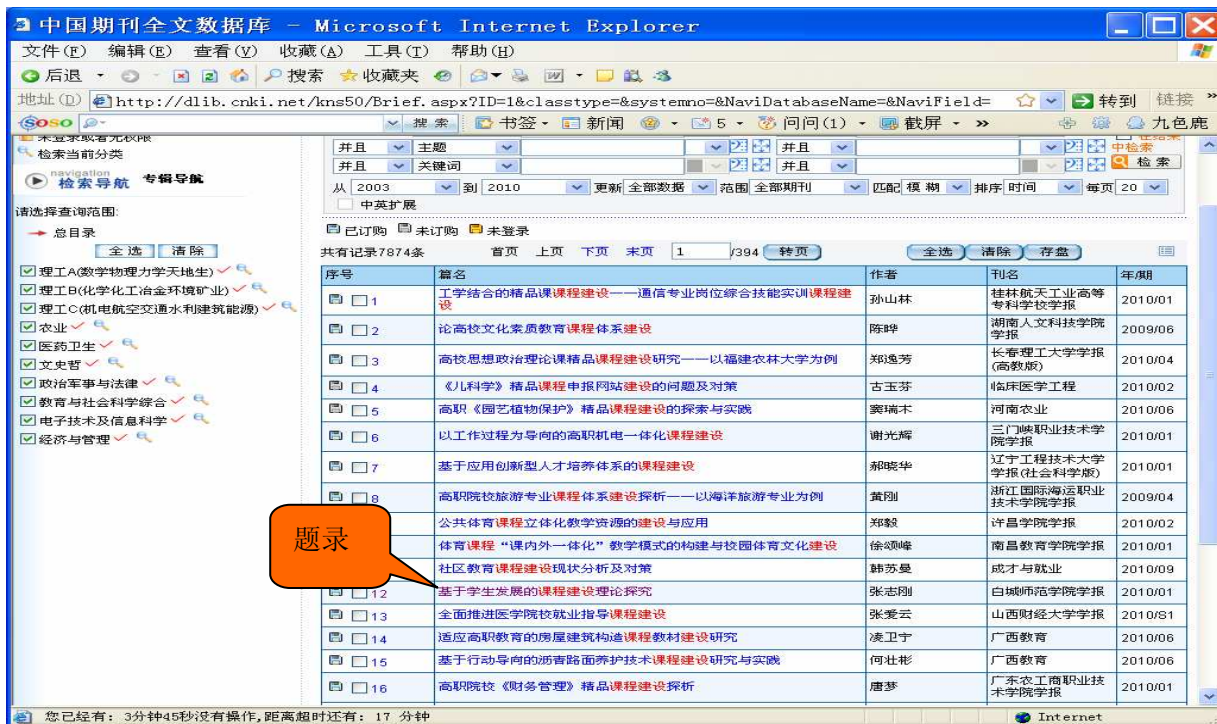 中国期刊全文数据库 - Microsoft Internet Explorer
文件(F) 编辑(E) 查看(V) 收藏(A) 工具(T) 帮助(H)
后退 搜索 收藏夹
地址(D) http://dlib.cnki.net/kns50/Brief.aspx?ID=1&classtype=&systemno=&NaviDatabaseName=&NaviField= 转到 链接 »
SOSO 搜索 书签 新闻 5 问问(1) 截屏 » 九色鹿
未登录或者无权限
检索当前分类
navigation
检索导航 专辑导航
请选择查询范围:
总目录
全选 清除
理工A(数学物理力学天地生)
理工B(化学化工冶金环境矿业)
理工C(机电航空交通水利建筑能源)
农业
医药卫生
文史哲
政治军事与法律
教育与社会科学综合
电子技术及信息科学
经济与管理
并且 主题 并且 在结果
中检索
并且 关键词 并且 检索
从 2003 到 2010 更新 全部数据 范围 全部期刊 匹配 模糊 排序 时间 每页 20
中英扩展
已订购 未订购 未登录
共有记录7874条 首页 上页 下页 末页 1 /394 转页 全选 清除 存盘
序号 篇名 作者 刊名 年/期
1 工学结合的精品课课程建设——通信专业岗位综合技能实训课程建设 孙山林 桂林航天工业高等专科学校学报 2010/01
2 论高校文化素质教育课程体系建设 陈晔 湖南人文科技学院学报 2009/06
3 高校思想政治理论课精品课程建设研究——以福建农林大学为例 郑逸芳 长春理工大学学报(高教版) 2010/04
4 《儿科学》精品课程申报网站建设的问题及对策 古玉芬 临床医学工程 2010/02
5 高职《园艺植物保护》精品课程建设的探索与实践 窦瑞木 河南农业 2010/06
6 以工作过程为导向的高职机电一体化课程建设 谢光辉 三门峡职业技术学院学报 2010/01
7 基于应用创新型人才培养体系的课程建设 郝晓华 辽宁工程技术大学学报(社会科学版) 2010/01
8 高职院校旅游专业课程体系建设探析——以海洋旅游专业为例 黄刚 浙江国际海运职业技术学院学报 2009/04
公共体育课程立体化教学资源的建设与应用 郑毅 许昌学院学报 2010/02
体育课程“课内外一体化”教学模式的构建与校园体育文化建设 徐颂峰 南昌教育学院学报 2010/01
社区教育课程建设现状分析及对策 韩苏曼 成才与就业 2010/09
12 基于学生发展的课程建设理论探究 张志刚 白城师范学院学报 2010/01
13 全面推进医学院校就业指导课程建设 张爱云 山西财经大学学报 2010/S1
14 适应高职教育的房屋建筑构造课程教材建设研究 凌卫宁 广西教育 2010/06
15 基于行动导向的沥青路面养护技术课程建设研究与实践 何壮彬 广西教育 2010/06
16 高职院校《财务管理》精品课程建设探析 唐梦 广东农工商职业技术学院学报 2010/01
题录
您已经有: 3分钟45秒没有操作,距离超时还有: 17 分钟 Internet